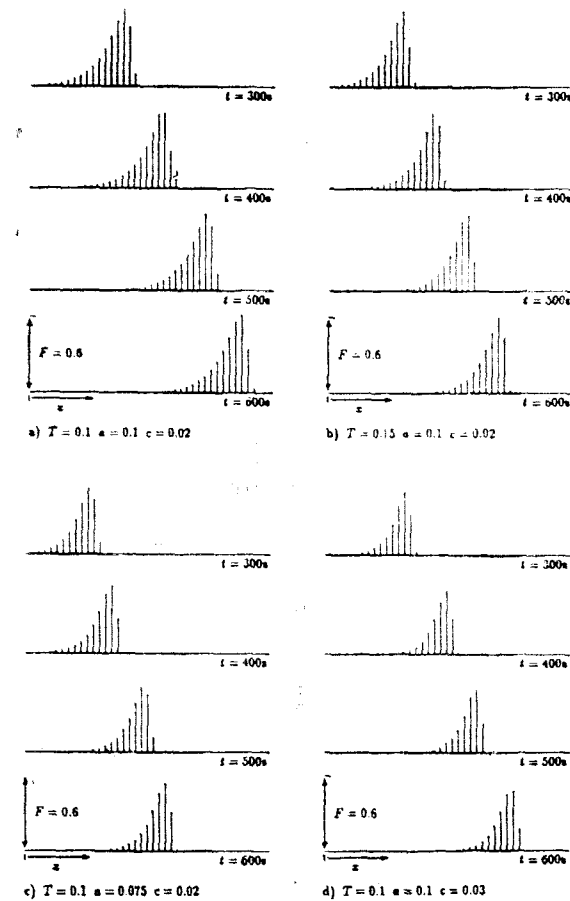 t = 300s
t = 400s
t = 500s
F = 0.6
x
t = 600s
a) T = 0.1 a = 0.1 c = 0.02
t = 300s
t = 400s
t = 500s
F = 0.6
x
t = 600s
b) T = 0.15 a = 0.1 c = 0.02
t = 300s
t = 400s
t = 500s
F = 0.6
x
t = 600s
c) T = 0.1 a = 0.075 c = 0.02
t = 300s
t = 400s
t = 500s
F = 0.6
x
t = 600s
d) T = 0.1 a = 0.1 c = 0.03